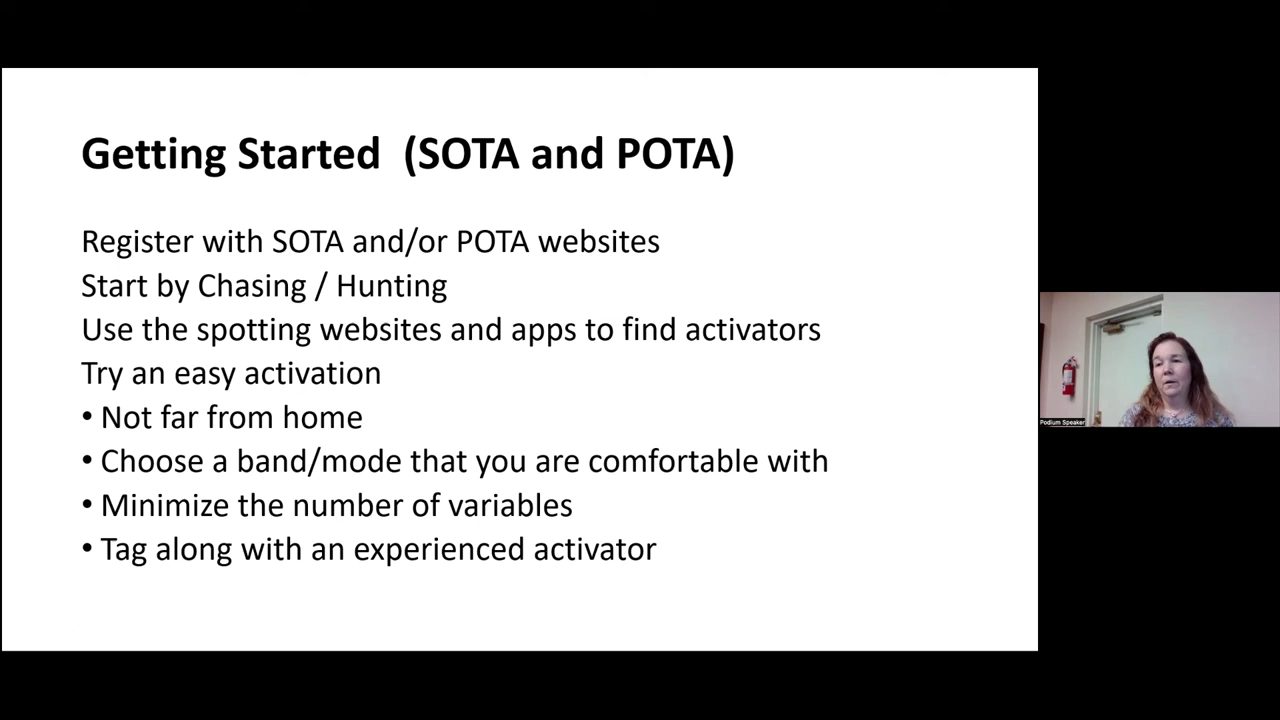 Getting Started (SOTA and POTA)
Register with SOTA and/or POTA websites
Start by Chasing / Hunting
Use the spotting websites and apps to find activators
Try an easy activation
• Not far from home
• Choose a band/mode that you are comfortable with
• Minimize the number of variables
• Tag along with an experienced activator
Podium Speaker